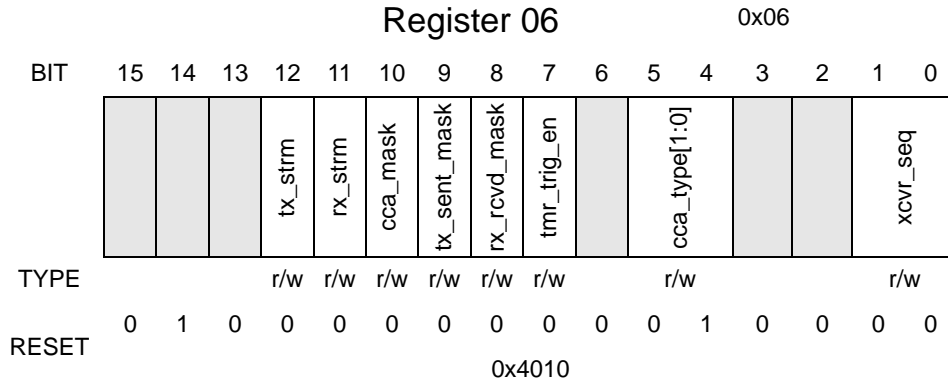 Register 06 0x06
BIT 15 14 13 12 11 10 9 8 7 6 5 4 3 2 1 0
tx_strm rx_strm cca_mask tx_sent_mask rx_rcvd_mask tmr_trig_en cca_type[1:0] xcvr_seq
TYPE r/w r/w r/w r/w r/w r/w r/w r/w
RESET 0 1 0 0 0 0 0 0 0 0 0 1 0 0 0 0
0x4010